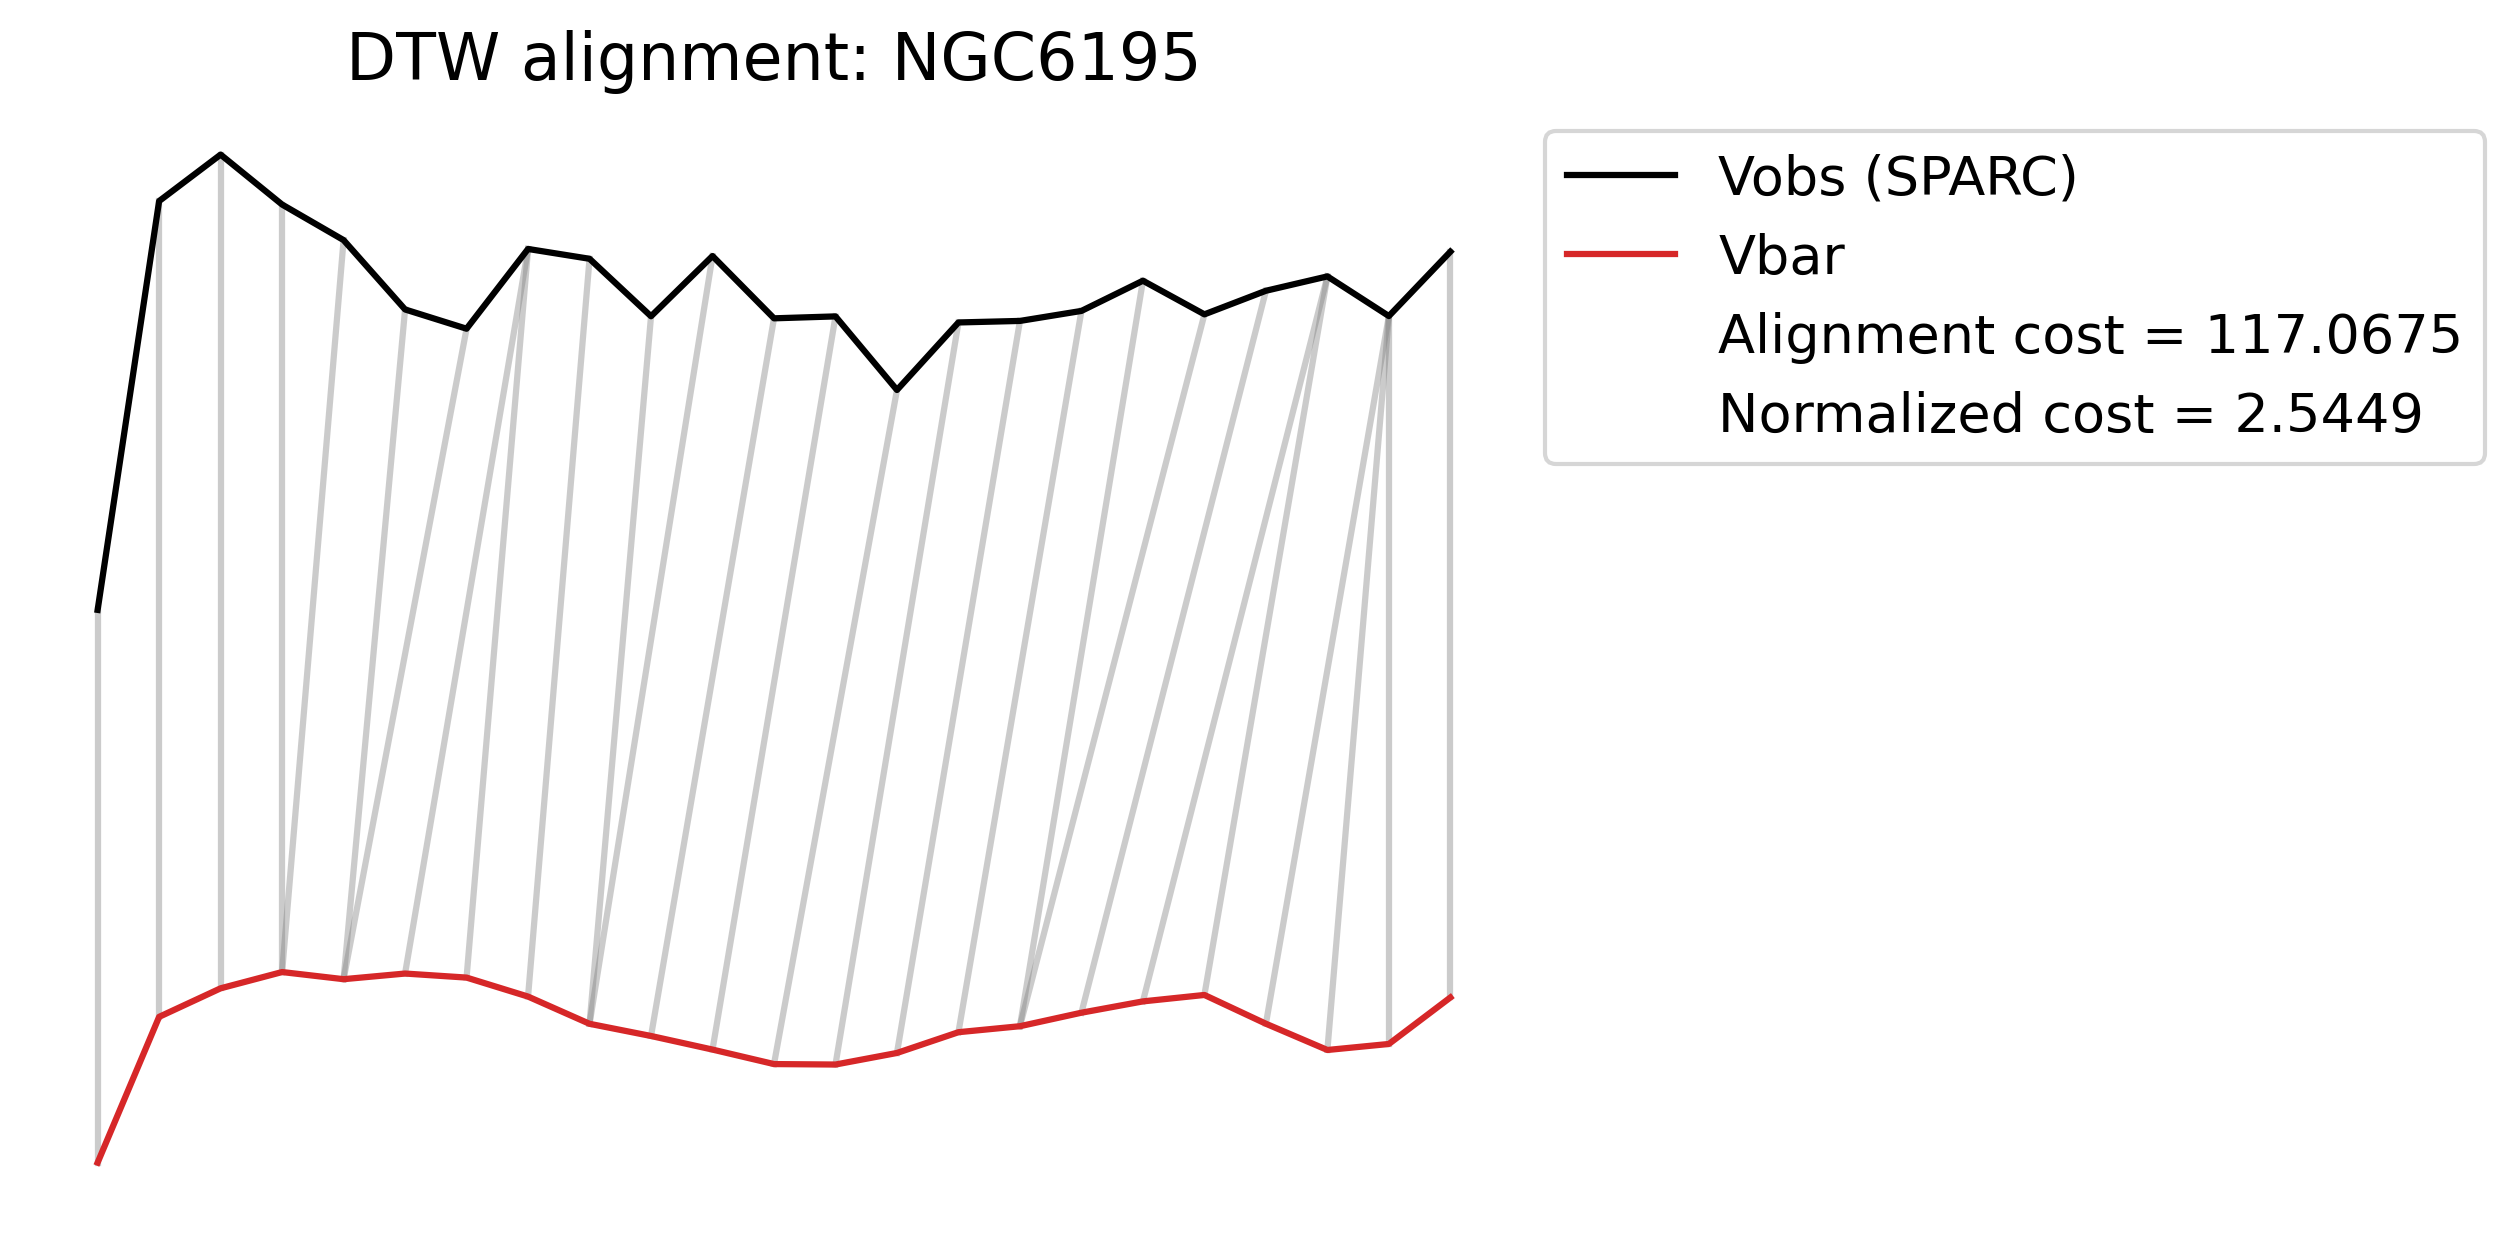 DTW alignment: NGC6195
Vobs (SPARC)
Vbar
Alignment cost = 117.0675
Normalized cost = 2.5449